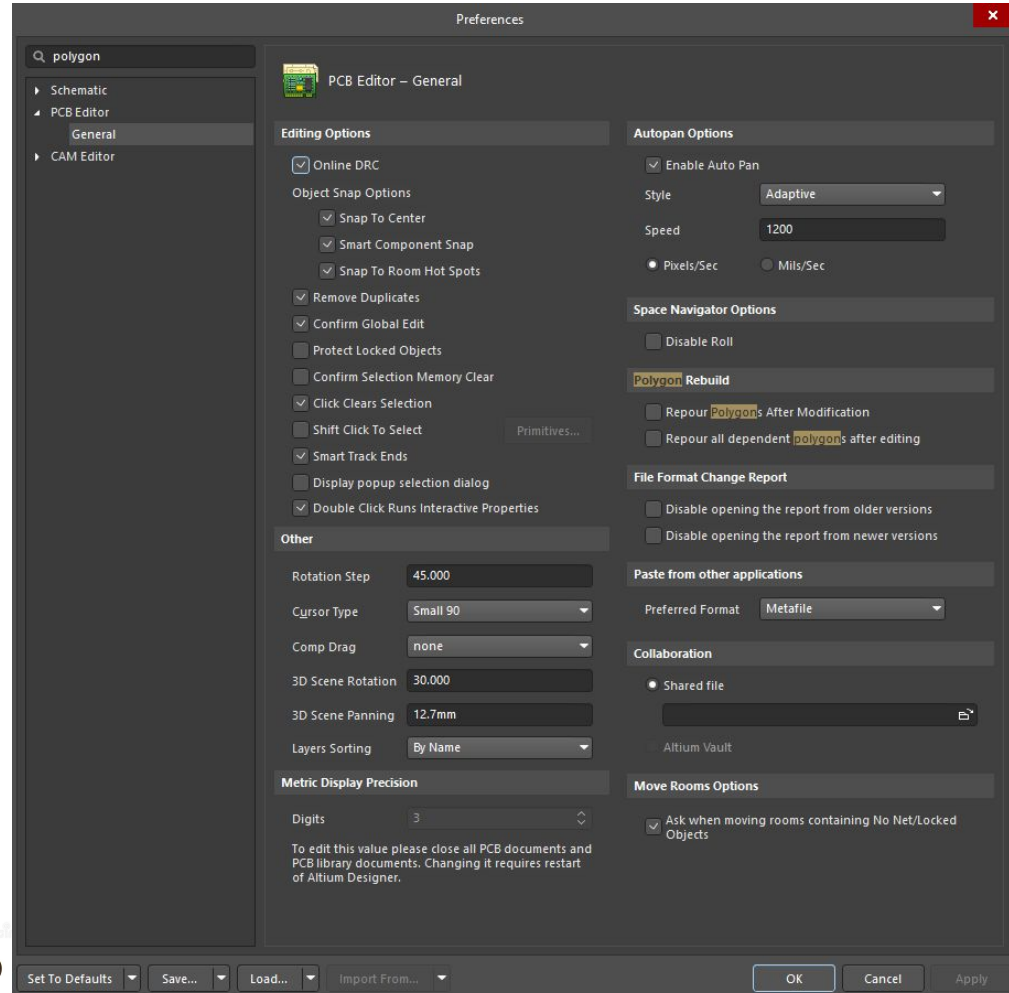 Preferences
polygon
Schematic
PCB Editor
General
CAM Editor
PCB Editor – General
Editing Options
Online DRC
Object Snap Options
Snap To Center
Smart Component Snap
Snap To Room Hot Spots
Remove Duplicates
Confirm Global Edit
Protect Locked Objects
Confirm Selection Memory Clear
Click Clears Selection
Shift Click To Select Primitives...
Smart Track Ends
Display popup selection dialog
Double Click Runs Interactive Properties
Other
Rotation Step 45.000
Cursor Type Small 90
Comp Drag none
3D Scene Rotation 30.000
3D Scene Panning 12.7mm
Layers Sorting By Name
Metric Display Precision
Digits 3
To edit this value please close all PCB documents and
PCB library documents. Changing it requires restart
of Altium Designer.
Autopan Options
Enable Auto Pan
Style Adaptive
Speed 1200
Pixels/Sec Mils/Sec
Space Navigator Options
Disable Roll
Polygon Rebuild
Repour Polygons After Modification
Repour all dependent polygons after editing
File Format Change Report
Disable opening the report from older versions
Disable opening the report from newer versions
Paste from other applications
Preferred Format Metafile
Collaboration
Shared file
Altium Vault
Move Rooms Options
Ask when moving rooms containing No Net/Locked
Objects
Set To Defaults Save... Load... Import From... OK Cancel Apply